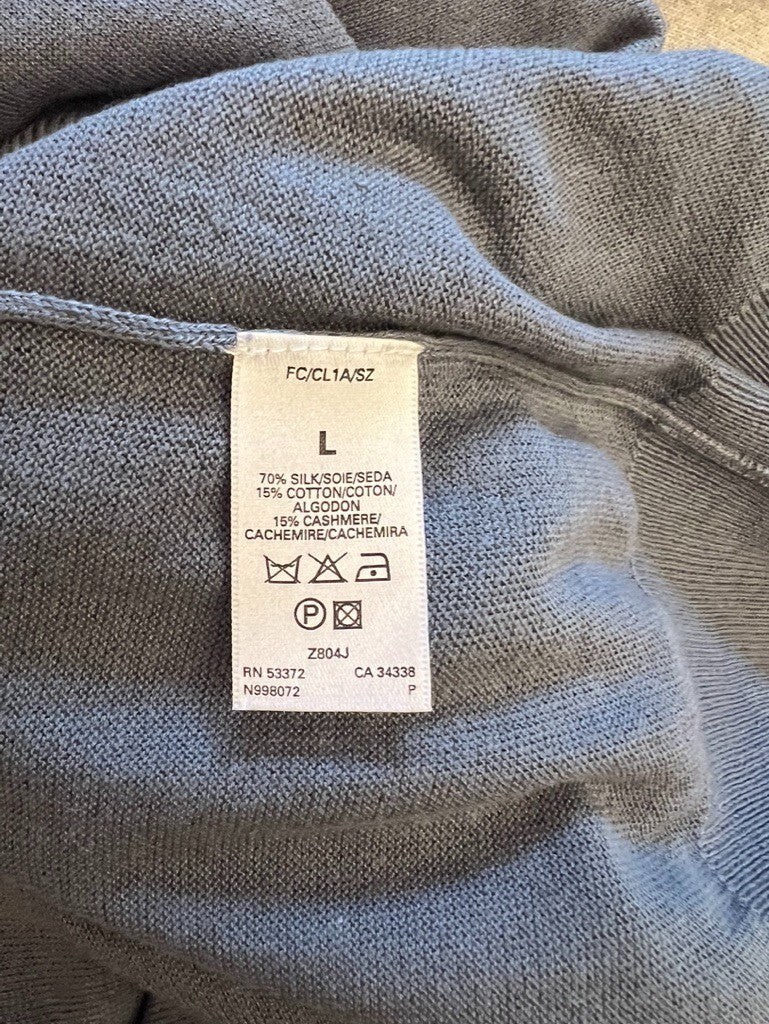 FC/CL1A/SZ
L
70% SILK/SOIE/SEDA
15% COTTON/COTON/
ALGODON
15% CASHMERE/
CACHEMIRE/CACHEMIRA
P
Z804J
RN 53372 CA 34338
N998072 P